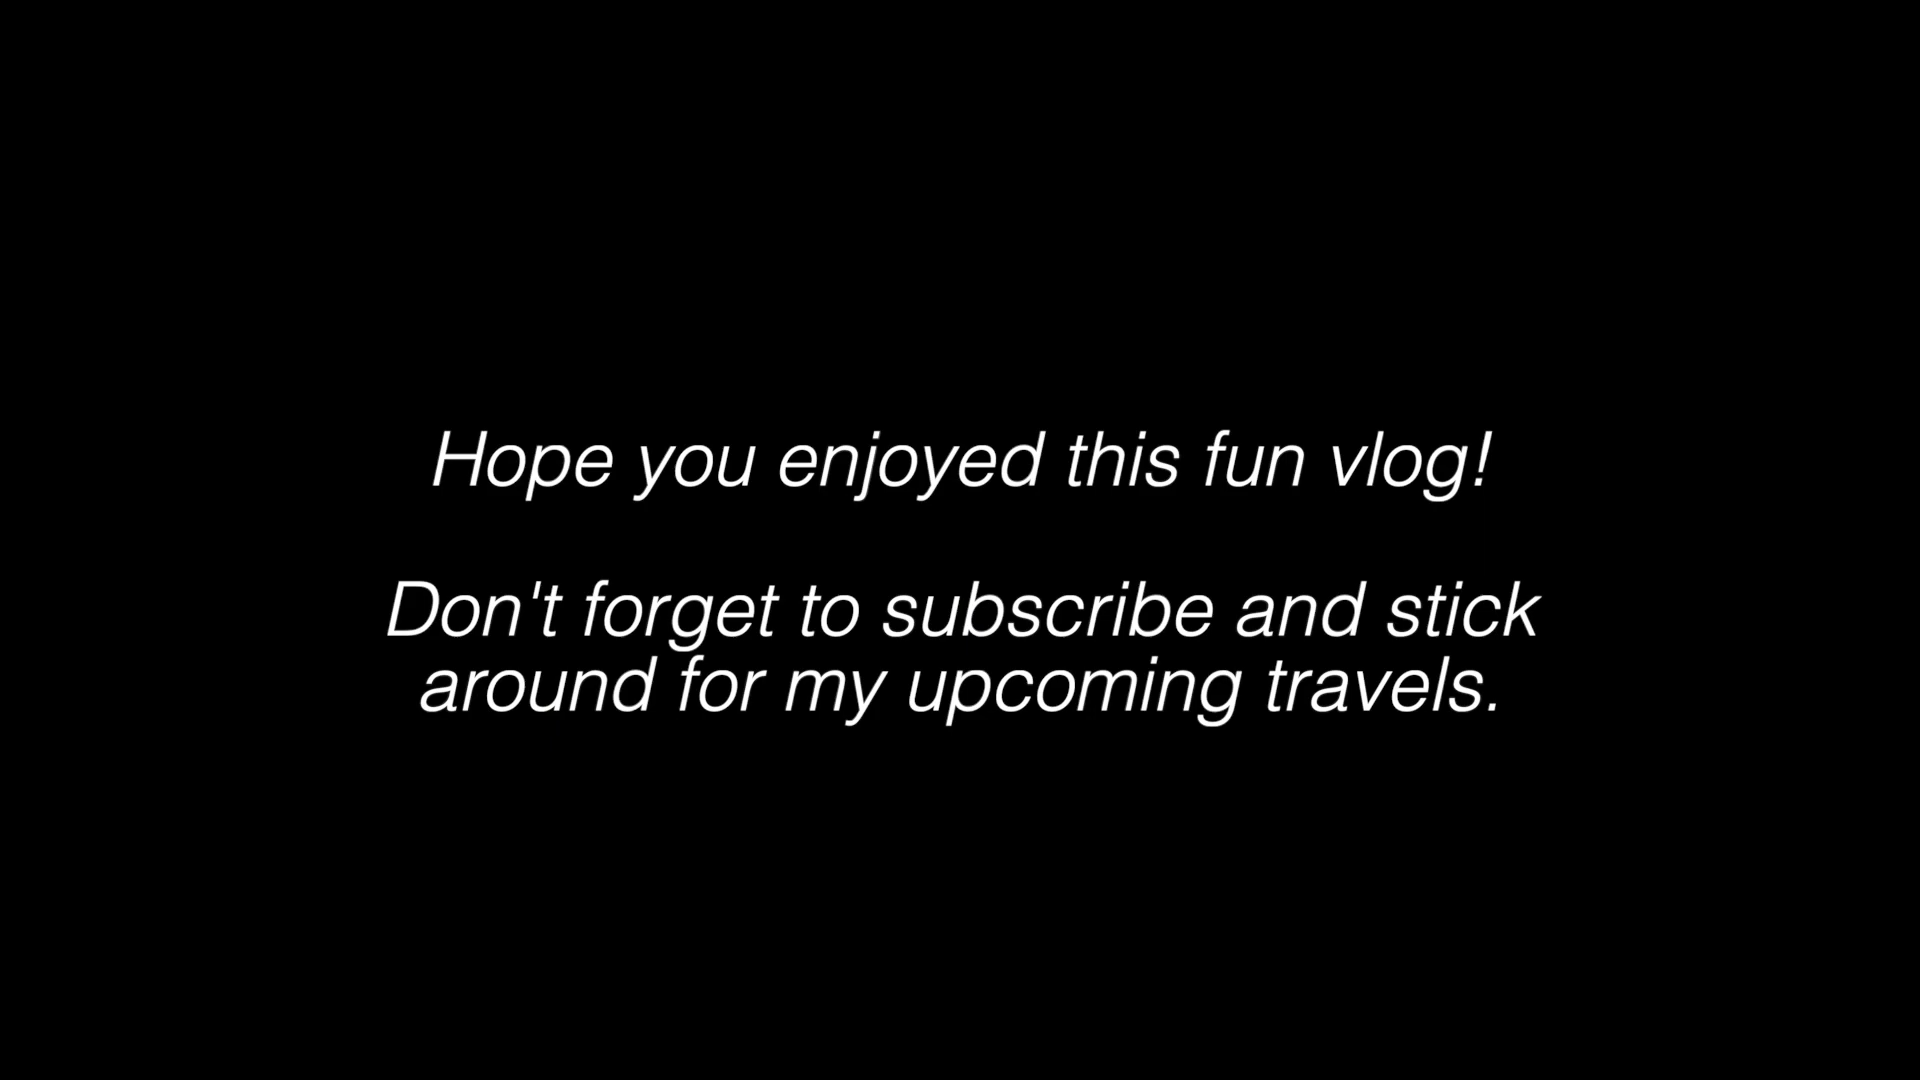 Hope you enjoyed this fun vlog!
Don't forget to subscribe and stick
around for my upcoming travels.